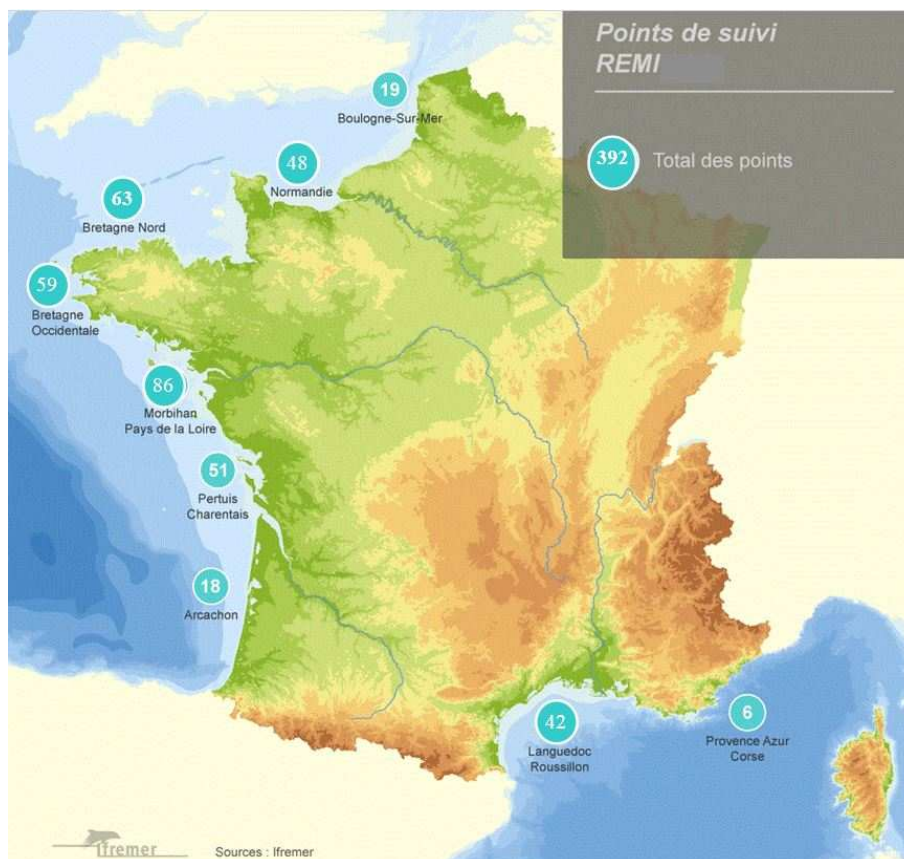 Points de suivi
REMI
392
Total des points
19
Boulogne-Sur-Mer
48
Normandie
63
Bretagne Nord
59
Bretagne
Occidentale
86
Morbihan
Pays de la Loire
51
Pertuis
Charentais
18
Arcachon
42
Languedoc
Roussillon
6
Provence Azur
Corse
Ifremer
Sources : Ifremer